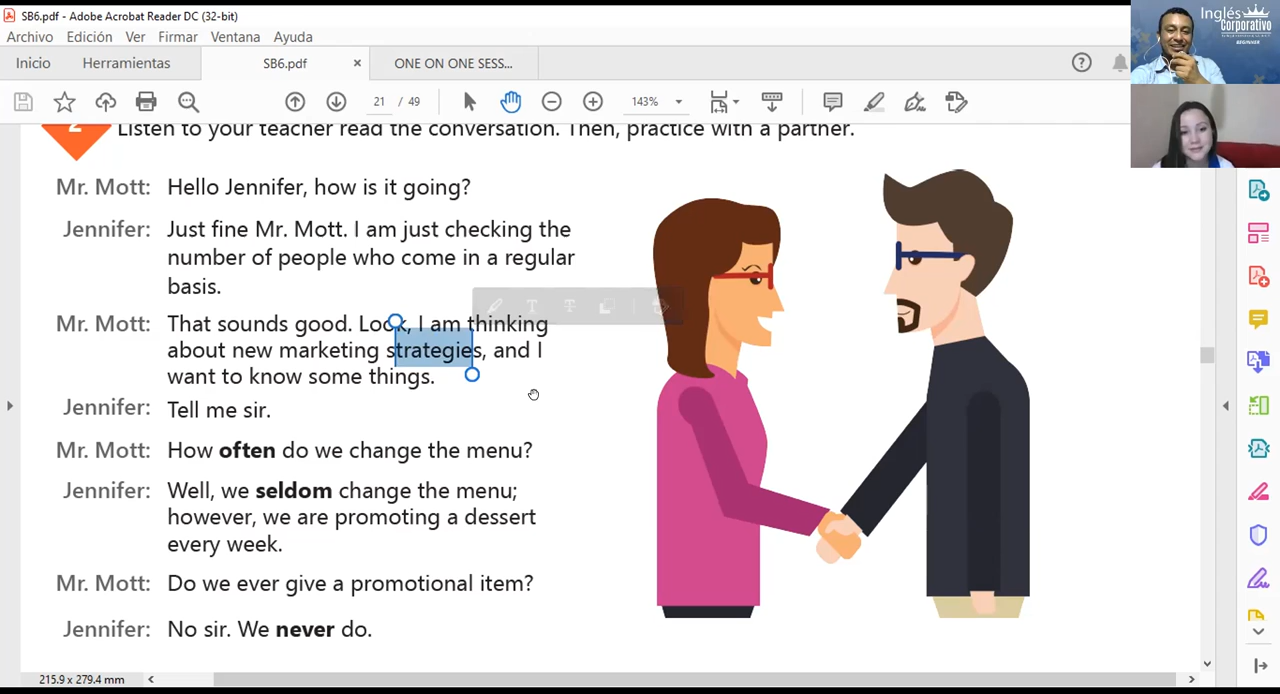 SB6.pdf - Adobe Acrobat Reader DC (32-bit)
Archivo Edición Ver Firmar Ventana Ayuda
Inicio Herramientas SB6.pdf × ONE ON ONE SESS...
21 / 49 143%
Inglés
Corporativo
BEGINNER
2 Listen to your teacher read the conversation. Then, practice with a partner.
Mr. Mott: Hello Jennifer, how is it going?
Jennifer: Just fine Mr. Mott. I am just checking the
number of people who come in a regular
basis.
Mr. Mott: That sounds good. Look, I am thinking
about new marketing strategies, and I
want to know some things.
Jennifer: Tell me sir.
Mr. Mott: How often do we change the menu?
Jennifer: Well, we seldom change the menu;
however, we are promoting a dessert
every week.
Mr. Mott: Do we ever give a promotional item?
Jennifer: No sir. We never do.
215.9 x 279.4 mm